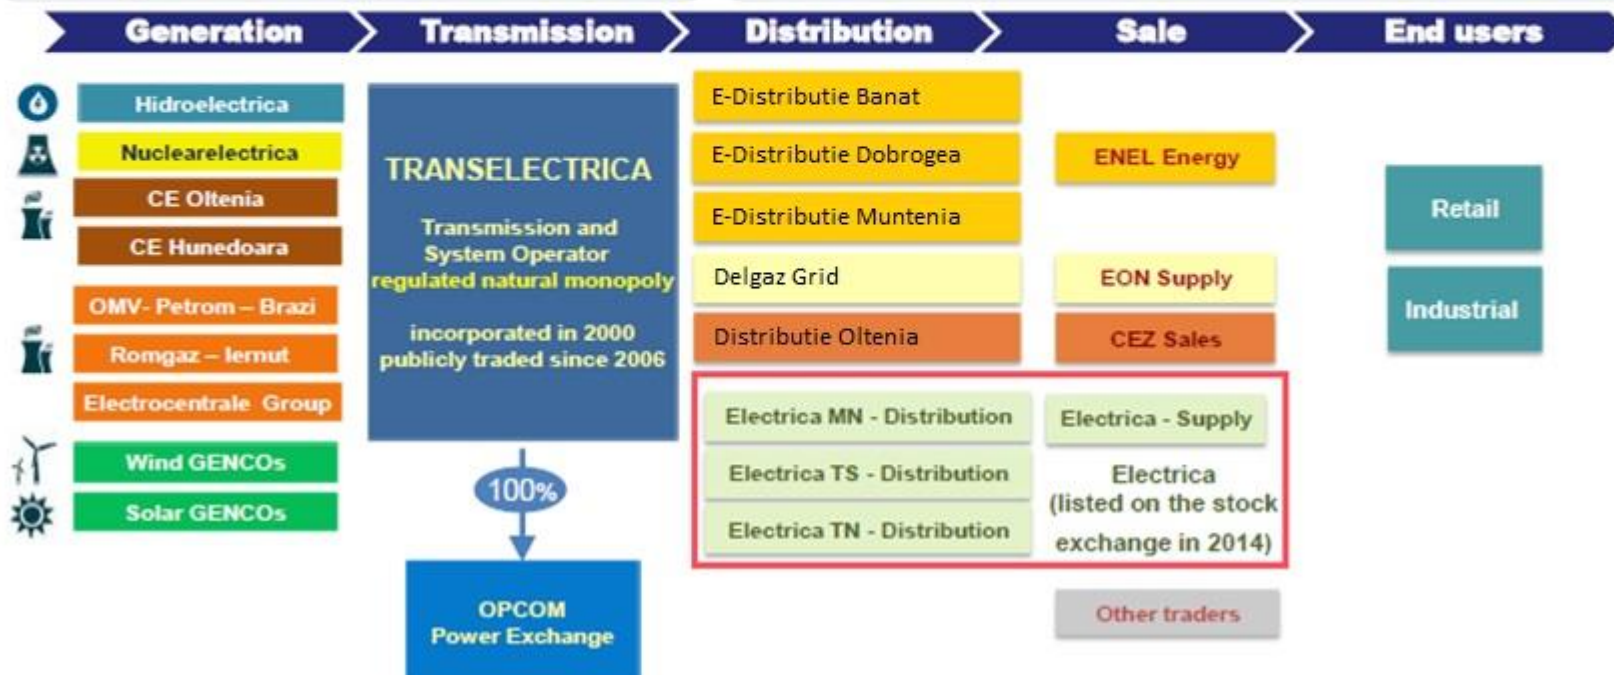 Generation
Transmission
Distribution
Sale
End users
Hidroelectrica
Nuclearelectrica
CE Oltenia
CE Hunedoara
OMV- Petrom – Brazi
Romgaz – Iernut
Electrocentrale Group
Wind GENCOs
Solar GENCOs
TRANSELECTRICA
Transmission and
System Operator
regulated natural monopoly
incorporated in 2000
publicly traded since 2006
100%
OPCOM
Power Exchange
E-Distributie Banat
E-Distributie Dobrogea
E-Distributie Muntenia
Delgaz Grid
Distributie Oltenia
Electrica MN - Distribution
Electrica TS - Distribution
Electrica TN - Distribution
ENEL Energy
EON Supply
CEZ Sales
Electrica - Supply
Electrica
(listed on the stock
exchange in 2014)
Other traders
Retail
Industrial